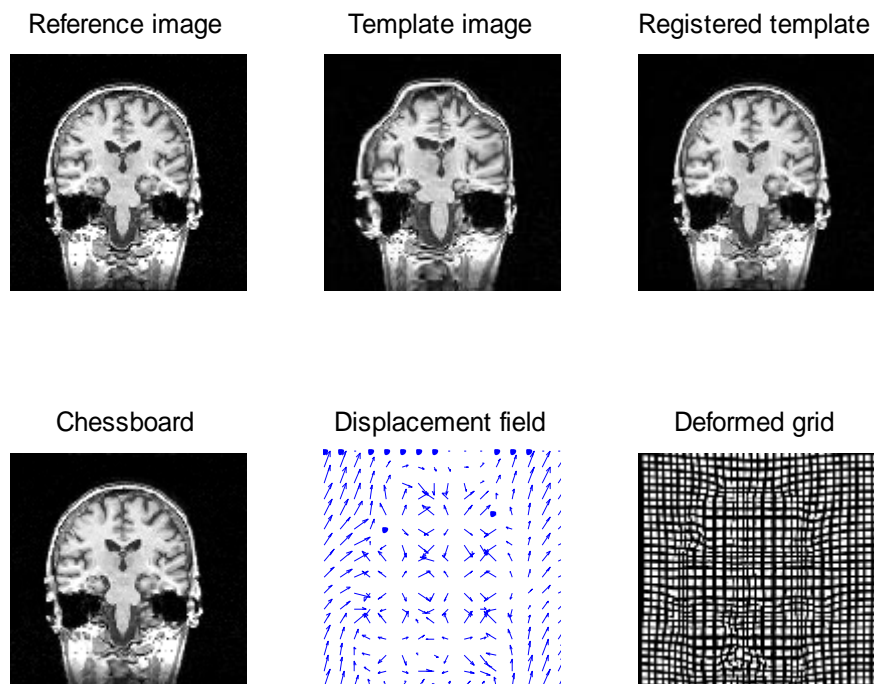 Reference image
Template image
Registered template
Chessboard
Displacement field
Deformed grid